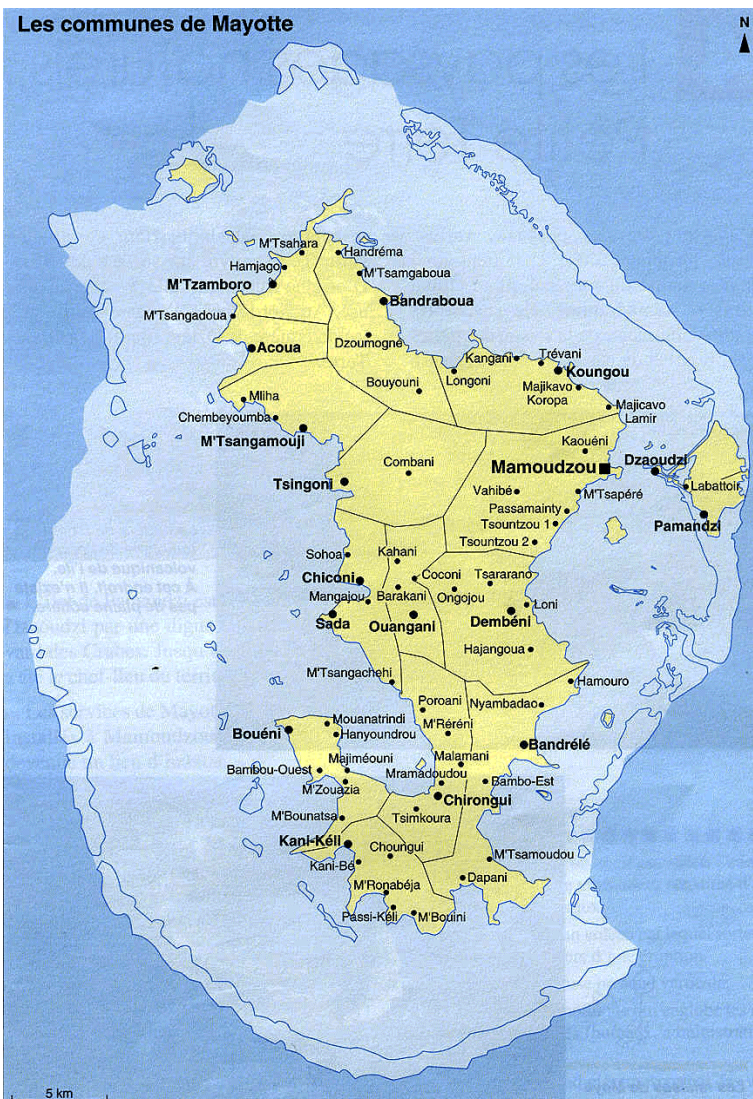 Les communes de Mayotte
N
M'Tsahara
Handréma
Hamjago
M'Tsamgaboua
M'Tzamboro
Bandraboua
M'Tsangadoua
Dzoumogné
Acoua
Kangani
Trévani
Koungou
Longoni
Bouyouni
Majikavo
Koropa
Mliha
Majicavo
Lamir
Chembeyoumba
M'Tsangamouji
Kaouéni
Combani
Mamoudzou
Dzaoudzi
Tsingoni
Labattoir
Vahibé
M'Tsapéré
Passamainty
Pamandzi
Tsountzou 1
Tsountzou 2
Sohoa
Kahani
Chiconi
Coconi
Tsararano
Mangajou
Barakani
Ongojou
Loni
Sada
Ouangani
Dembéni
Hajangoua
M'Tsangachehi
Hamouro
Poroani
Nyambadao
Mouanatrindi
Bouéni
Hanyoundrou
M'Réréni
Bandrélé
Majiméouni
Malamani
Bambou-Ouest
Mramadoudou
Bambo-Est
M'Zouazia
Chirongui
M'Bounatsa
Tsimkoura
Kani-Kéli
Choungui
M'Tsamoudou
Kani-Bé
Dapani
M'Ronabéja
Passi-Kéli
M'Bouini
5 km